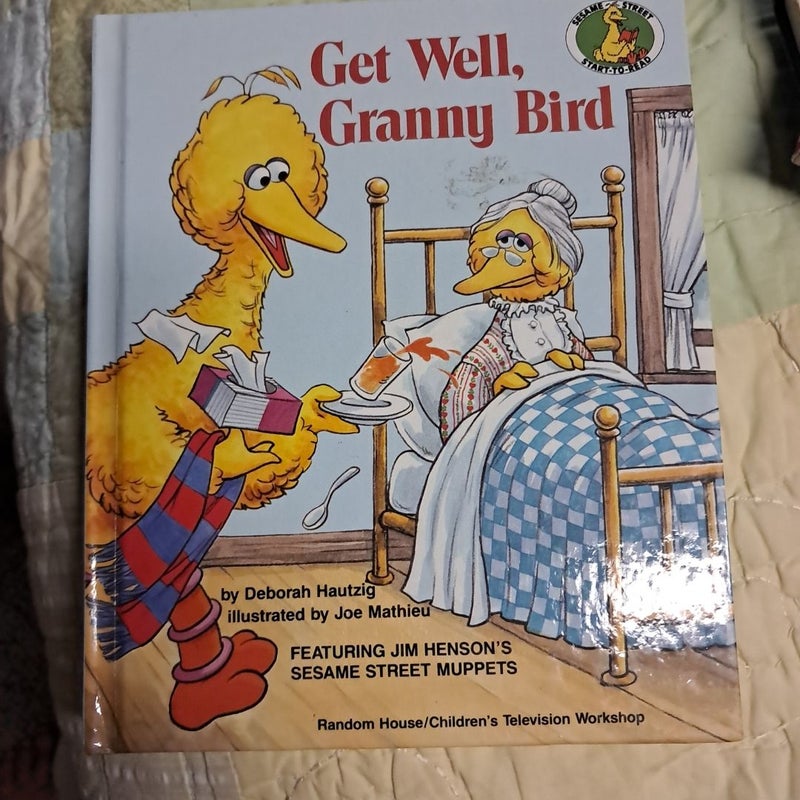 SESAME STREET
START-TO-READ
Get Well,
Granny Bird
by Deborah Hautzig
illustrated by Joe Mathieu
FEATURING JIM HENSON'S
SESAME STREET MUPPETS
Random House/Children's Television Workshop